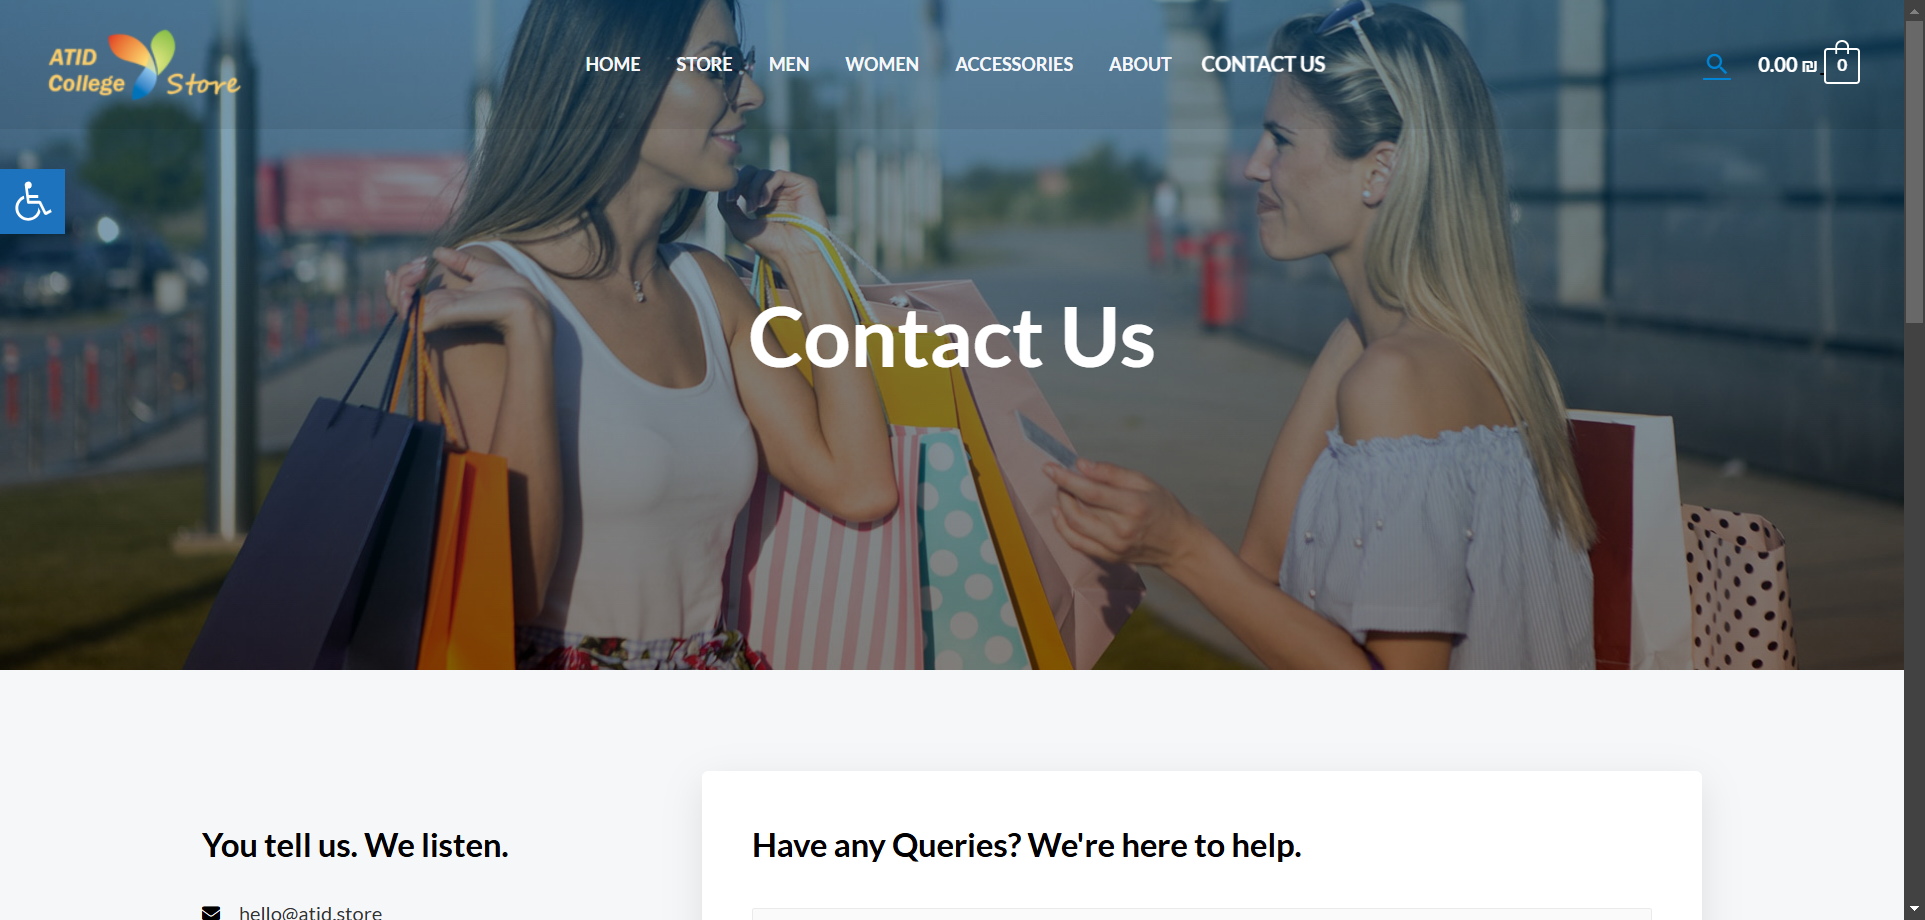 ATID
College Store
HOME STORE MEN WOMEN ACCESSORIES ABOUT CONTACT US
0.00 ₪ 0
Contact Us
You tell us. We listen.
hello@atid.store
Have any Queries? We're here to help.